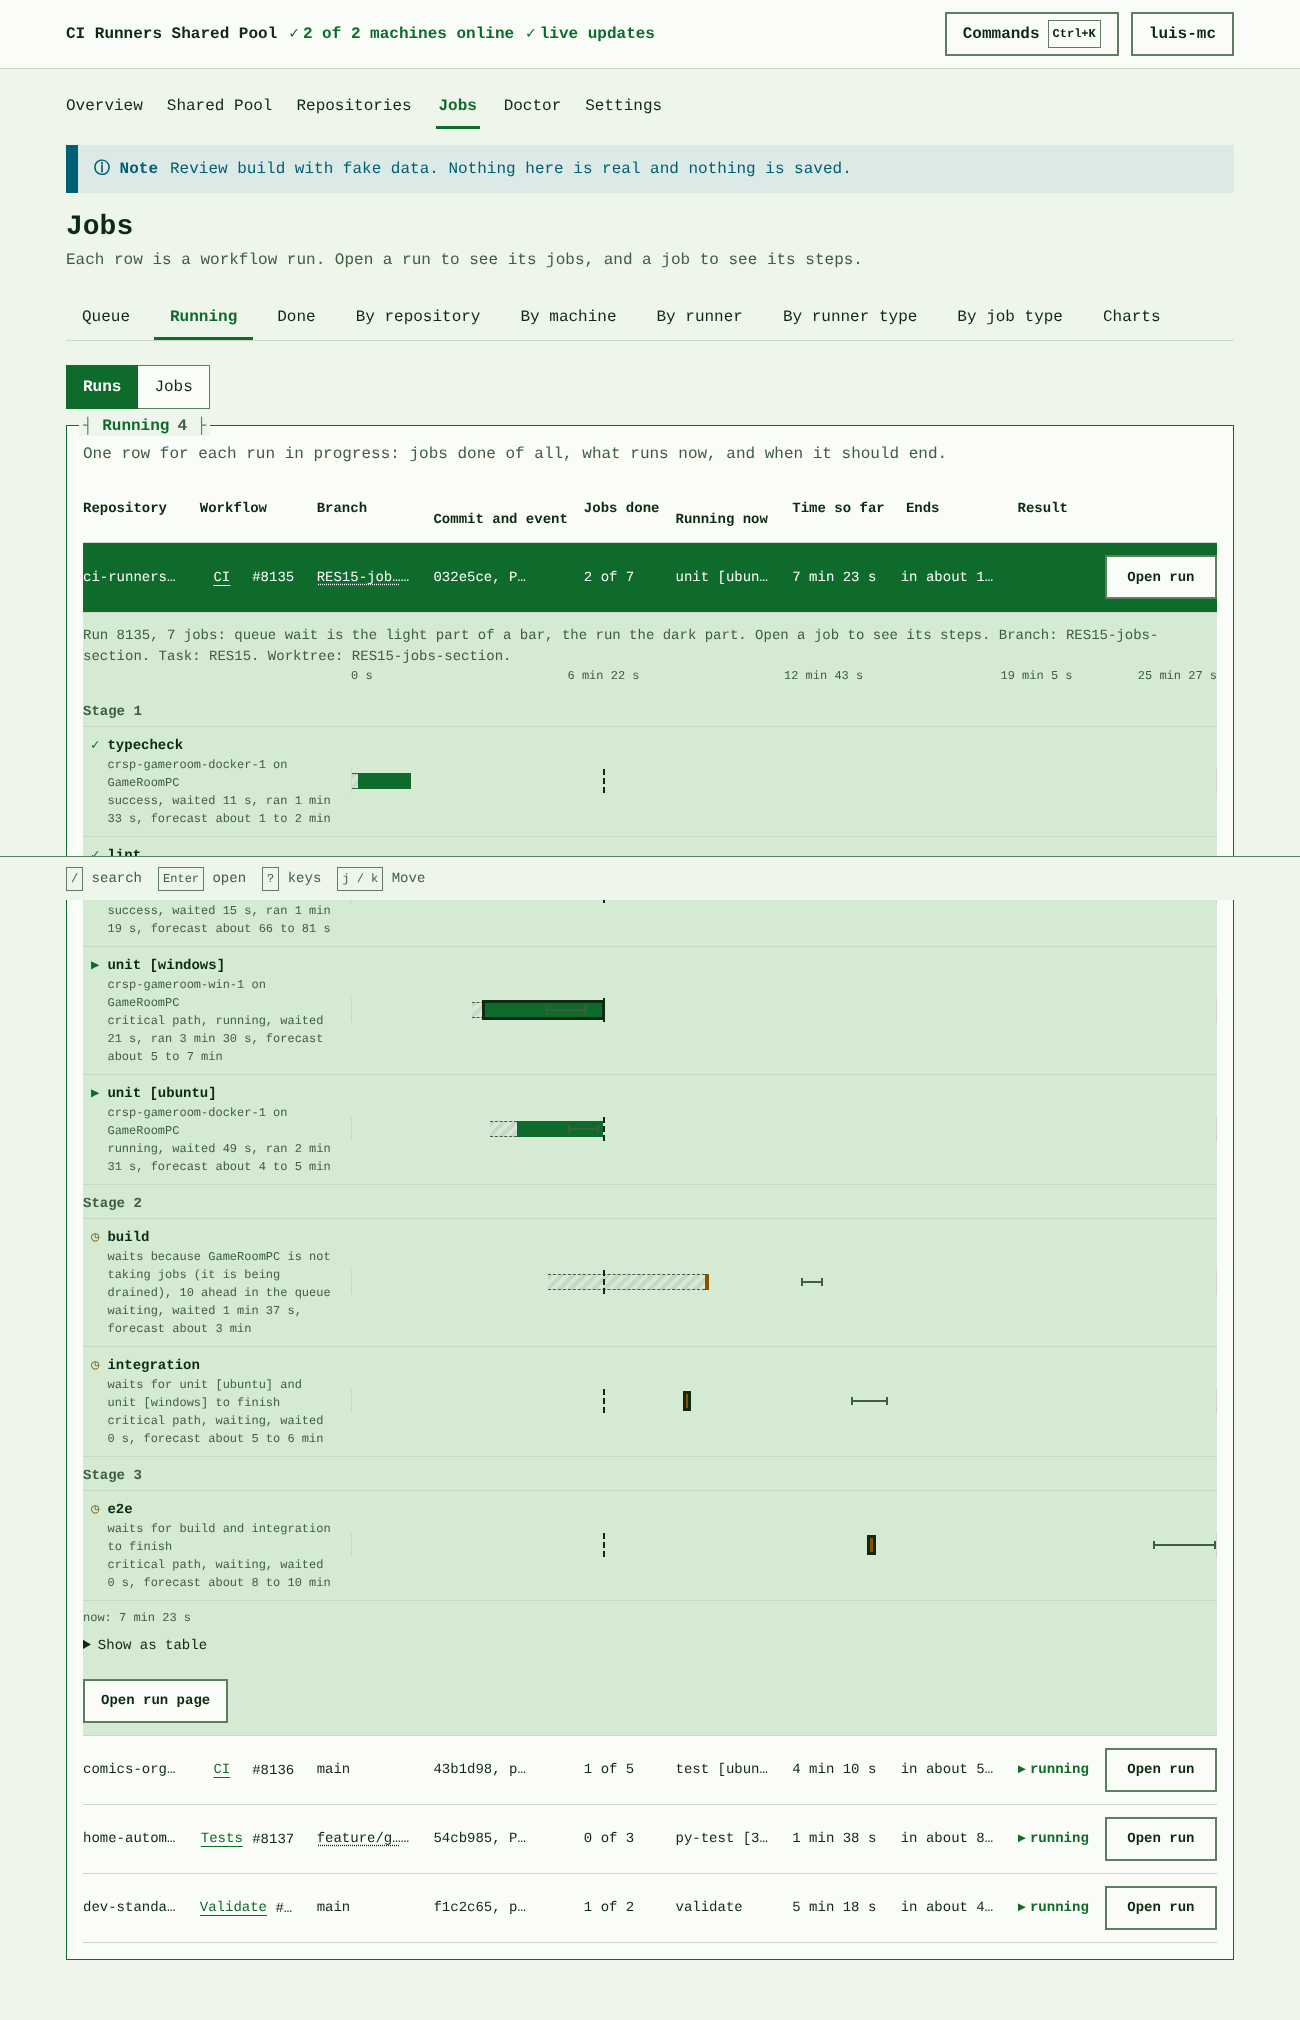 CI Runners Shared Pool ✓ 2 of 2 machines online ✓ live updates Commands Ctrl+K luis-mc
Overview Shared Pool Repositories Jobs Doctor Settings
ⓘ Note Review build with fake data. Nothing here is real and nothing is saved.
Jobs
Each row is a workflow run. Open a run to see its jobs, and a job to see its steps.
Queue Running Done By repository By machine By runner By runner type By job type Charts
Runs Jobs
Running 4
One row for each run in progress: jobs done of all, what runs now, and when it should end.
Repository Workflow Branch Commit and event Jobs done Running now Time so far Ends Result
ci-runners… CI #8135 RES15-job…… 032e5ce, P… 2 of 7 unit [ubun… 7 min 23 s in about 1… Open run
Run 8135, 7 jobs: queue wait is the light part of a bar, the run the dark part. Open a job to see its steps. Branch: RES15-jobs-
section. Task: RES15. Worktree: RES15-jobs-section.
0 s 6 min 22 s 12 min 43 s 19 min 5 s 25 min 27 s
Stage 1
✓ typecheck
crsp-gameroom-docker-1 on
GameRoomPC
success, waited 11 s, ran 1 min
33 s, forecast about 1 to 2 min
✓ lint
/ search Enter open ? keys j / k Move
success, waited 15 s, ran 1 min
19 s, forecast about 66 to 81 s
▶ unit [windows]
crsp-gameroom-win-1 on
GameRoomPC
critical path, running, waited
21 s, ran 3 min 30 s, forecast
about 5 to 7 min
▶ unit [ubuntu]
crsp-gameroom-docker-1 on
GameRoomPC
running, waited 49 s, ran 2 min
31 s, forecast about 4 to 5 min
Stage 2
◷ build
waits because GameRoomPC is not
taking jobs (it is being
drained), 10 ahead in the queue
waiting, waited 1 min 37 s,
forecast about 3 min
◷ integration
waits for unit [ubuntu] and
unit [windows] to finish
critical path, waiting, waited
0 s, forecast about 5 to 6 min
Stage 3
◷ e2e
waits for build and integration
to finish
critical path, waiting, waited
0 s, forecast about 8 to 10 min
now: 7 min 23 s
▶ Show as table
Open run page
comics-org… CI #8136 main 43b1d98, p… 1 of 5 test [ubun… 4 min 10 s in about 5… ▶ running Open run
home-autom… Tests #8137 feature/g…… 54cb985, P… 0 of 3 py-test [3… 1 min 38 s in about 8… ▶ running Open run
dev-standa… Validate #… main f1c2c65, p… 1 of 2 validate 5 min 18 s in about 4… ▶ running Open run